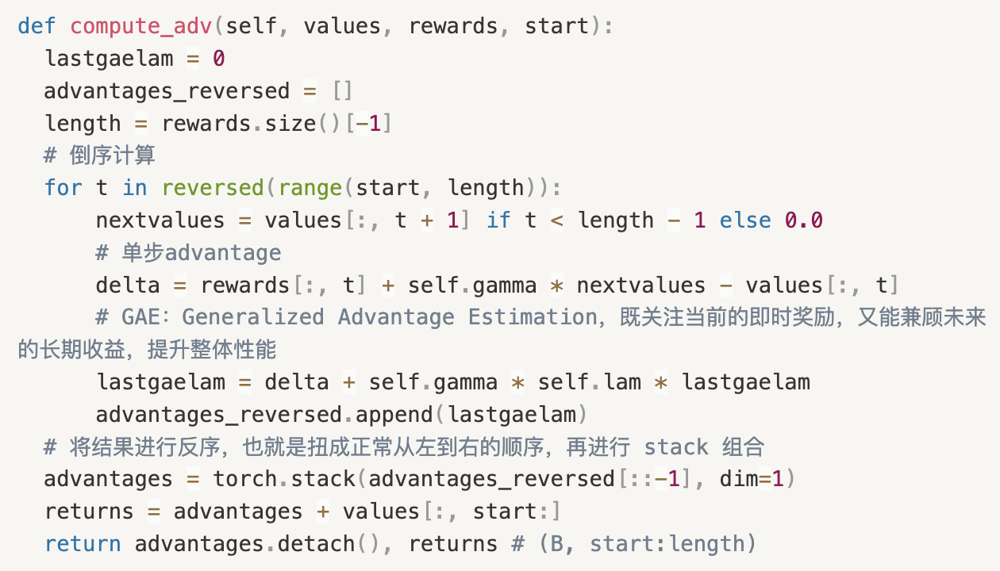 def compute_adv(self, values, rewards, start):
lastgaelam = 0
advantages_reversed = []
length = rewards.size()[-1]
# 倒序计算
for t in reversed(range(start, length)):
nextvalues = values[:, t + 1] if t < length - 1 else 0.0
# 单步advantage
delta = rewards[:, t] + self.gamma * nextvalues - values[:, t]
# GAE：Generalized Advantage Estimation，既关注当前的即时奖励，又能兼顾未来
的长期收益，提升整体性能
lastgaelam = delta + self.gamma * self.lam * lastgaelam
advantages_reversed.append(lastgaelam)
# 将结果进行反序，也就是扭成正常从左到右的顺序，再进行 stack 组合
advantages = torch.stack(advantages_reversed[::-1], dim=1)
returns = advantages + values[:, start:]
return advantages.detach(), returns # (B, start:length)